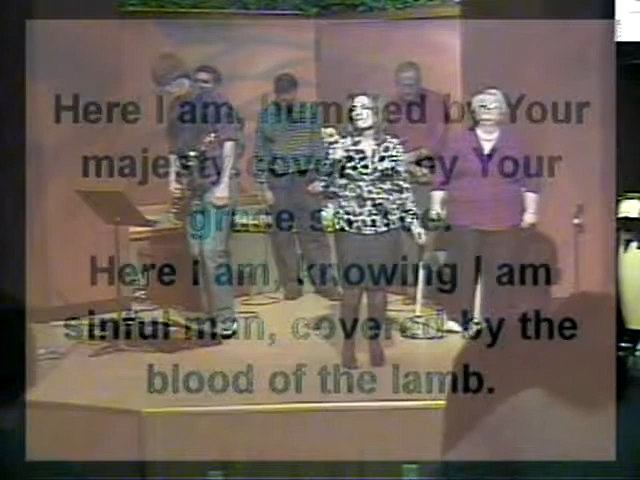 Here I am, humbled by Your
majesty, covered by Your
grace so free.
Here I am, knowing I am
sinful man, covered by the
blood of the lamb.